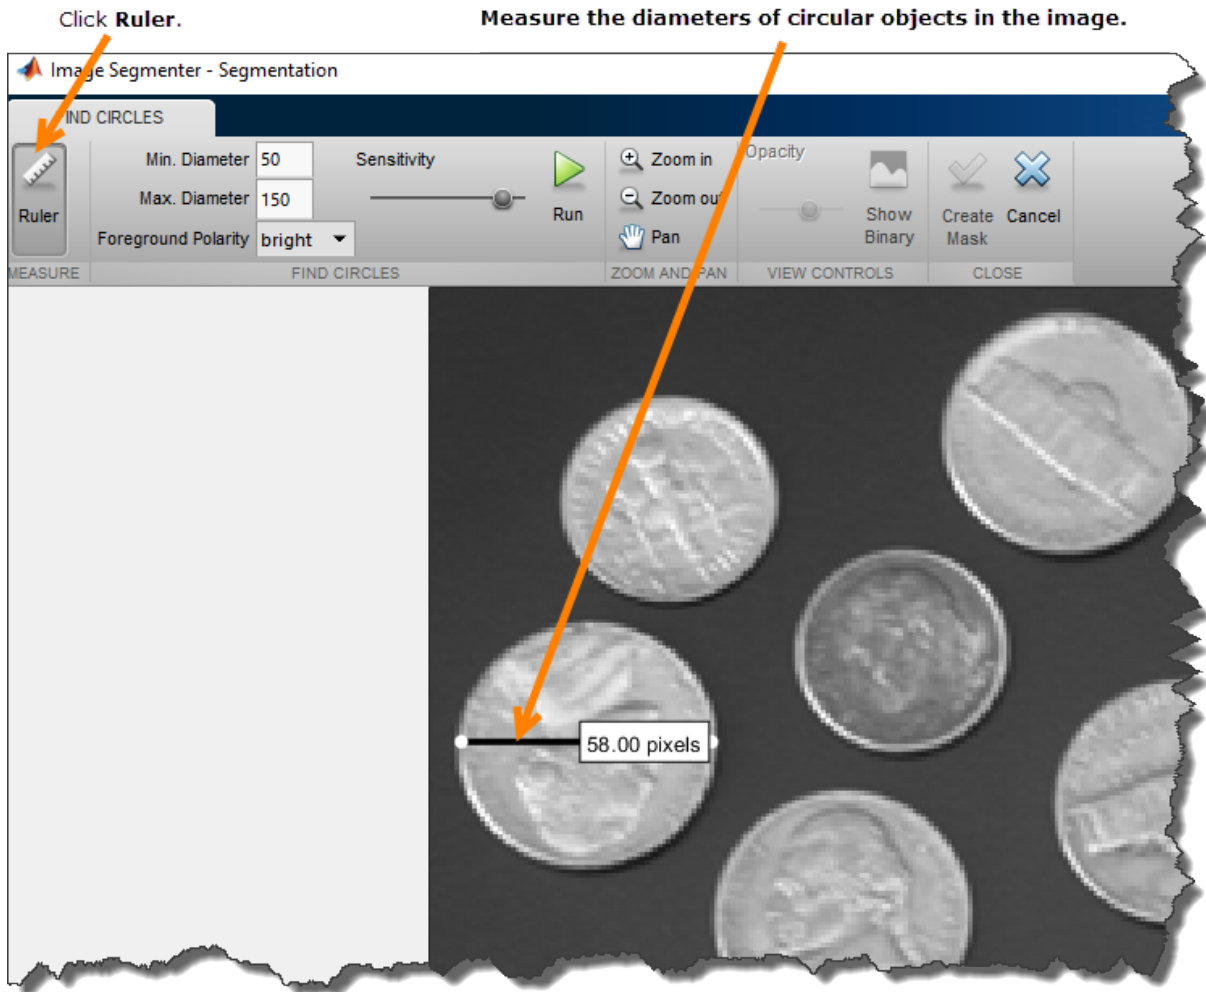 Click Ruler.
Measure the diameters of circular objects in the image.
Image Segmenter - Segmentation
IND CIRCLES
Min. Diameter 50 Sensitivity
Max. Diameter 150
Foreground Polarity bright
Ruler
Run
Zoom in
Zoom out
Pan
Opacity
Show
Binary
Create
Mask
Cancel
MEASURE
FIND CIRCLES
ZOOM AND PAN
VIEW CONTROLS
CLOSE
58.00 pixels